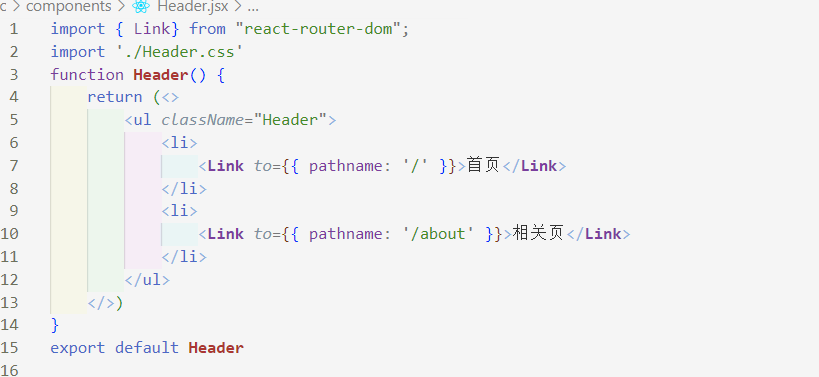 c > components > Header.jsx > ...
1 import { Link} from "react-router-dom";
2 import './Header.css'
3 function Header() {
4     return (<>
5         <ul className="Header">
6             <li>
7                 <Link to={{ pathname: '/' }}>首页</Link>
8             </li>
9             <li>
10                 <Link to={{ pathname: '/about' }}>相关页</Link>
11             </li>
12         </ul>
13     </>)
14 }
15 export default Header
16